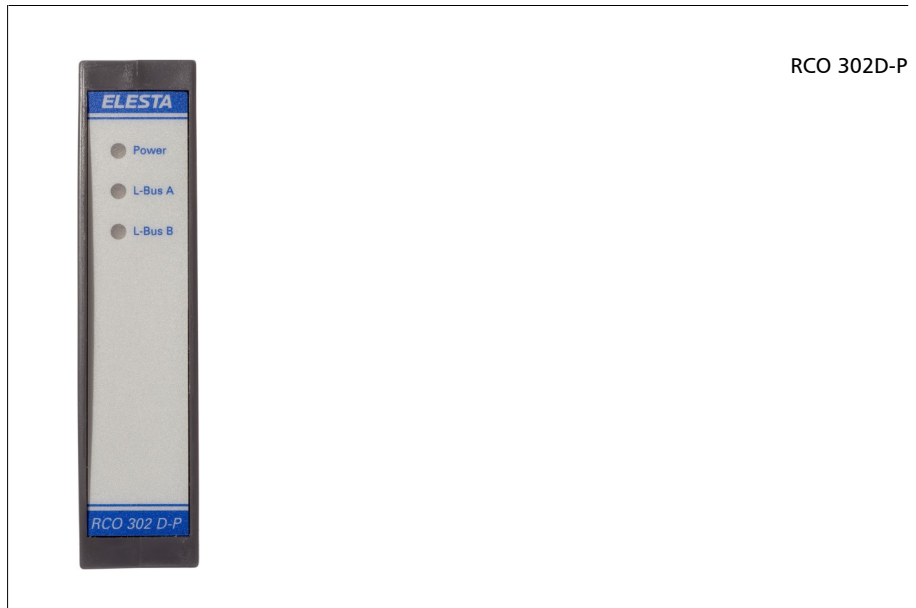 RCO 302D-P
ELESTA
Power
L-Bus A
L-Bus B
RCO 302 D-P